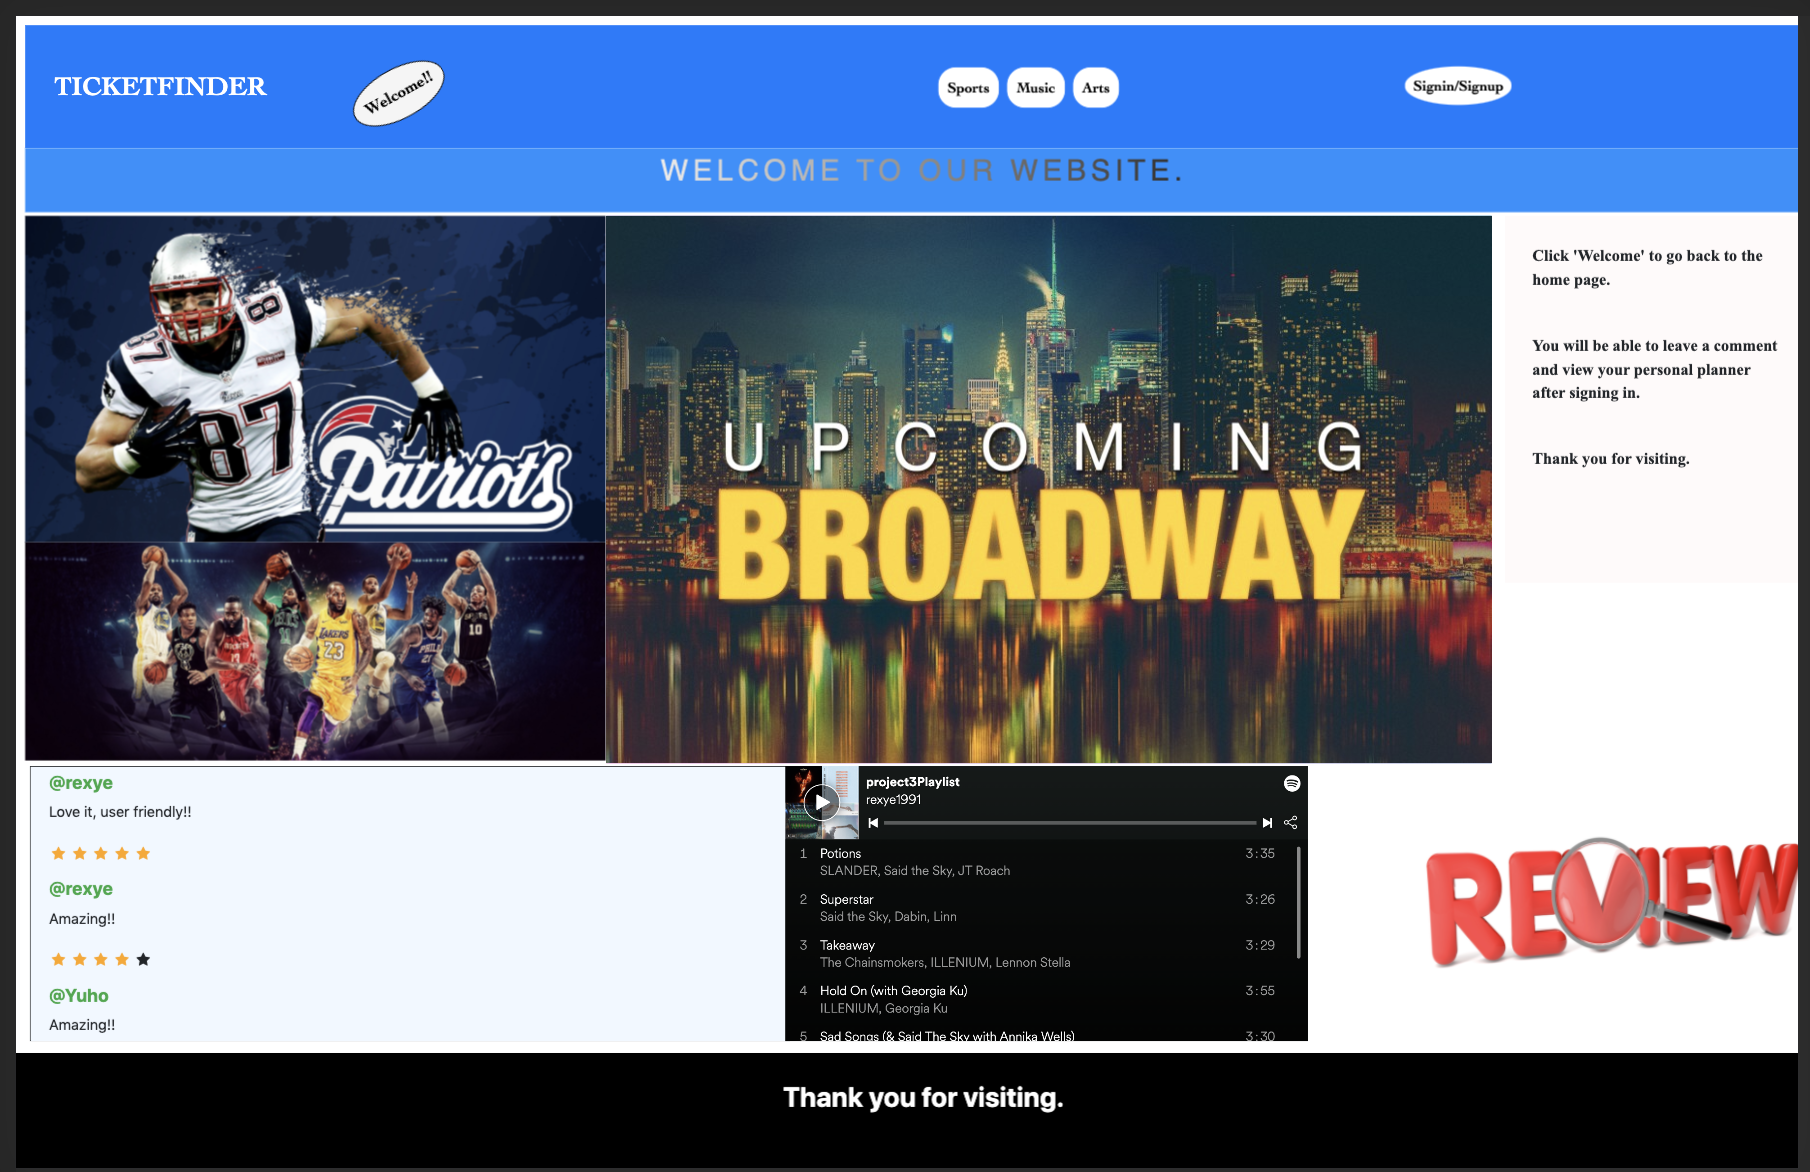 TICKETFINDER
Welcome!!
Sports
Music
Arts
Signin/Signup
WELCOME TO OUR WEBSITE.
87
87
87
Patriots
LAKERS
23
10
UPCOMING
BROADWAY
Click 'Welcome' to go back to the
home page.
You will be able to leave a comment
and view your personal planner
after signing in.
Thank you for visiting.
@rexye
Love it, user friendly!!
@rexye
Amazing!!
@Yuho
Amazing!!
project3Playlist
rexye1991
1 Potions 3:35
SLANDER, Said the Sky, JT Roach
2 Superstar 3:26
Said the Sky, Dabin, Linn
3 Takeaway 3:29
The Chainsmokers, ILLENIUM, Lennon Stella
4 Hold On (with Georgia Ku) 3:55
ILLENIUM, Georgia Ku
5 Sad Songs (& Said The Sky with Annika Wells) 3:30
REVIEW
Thank you for visiting.